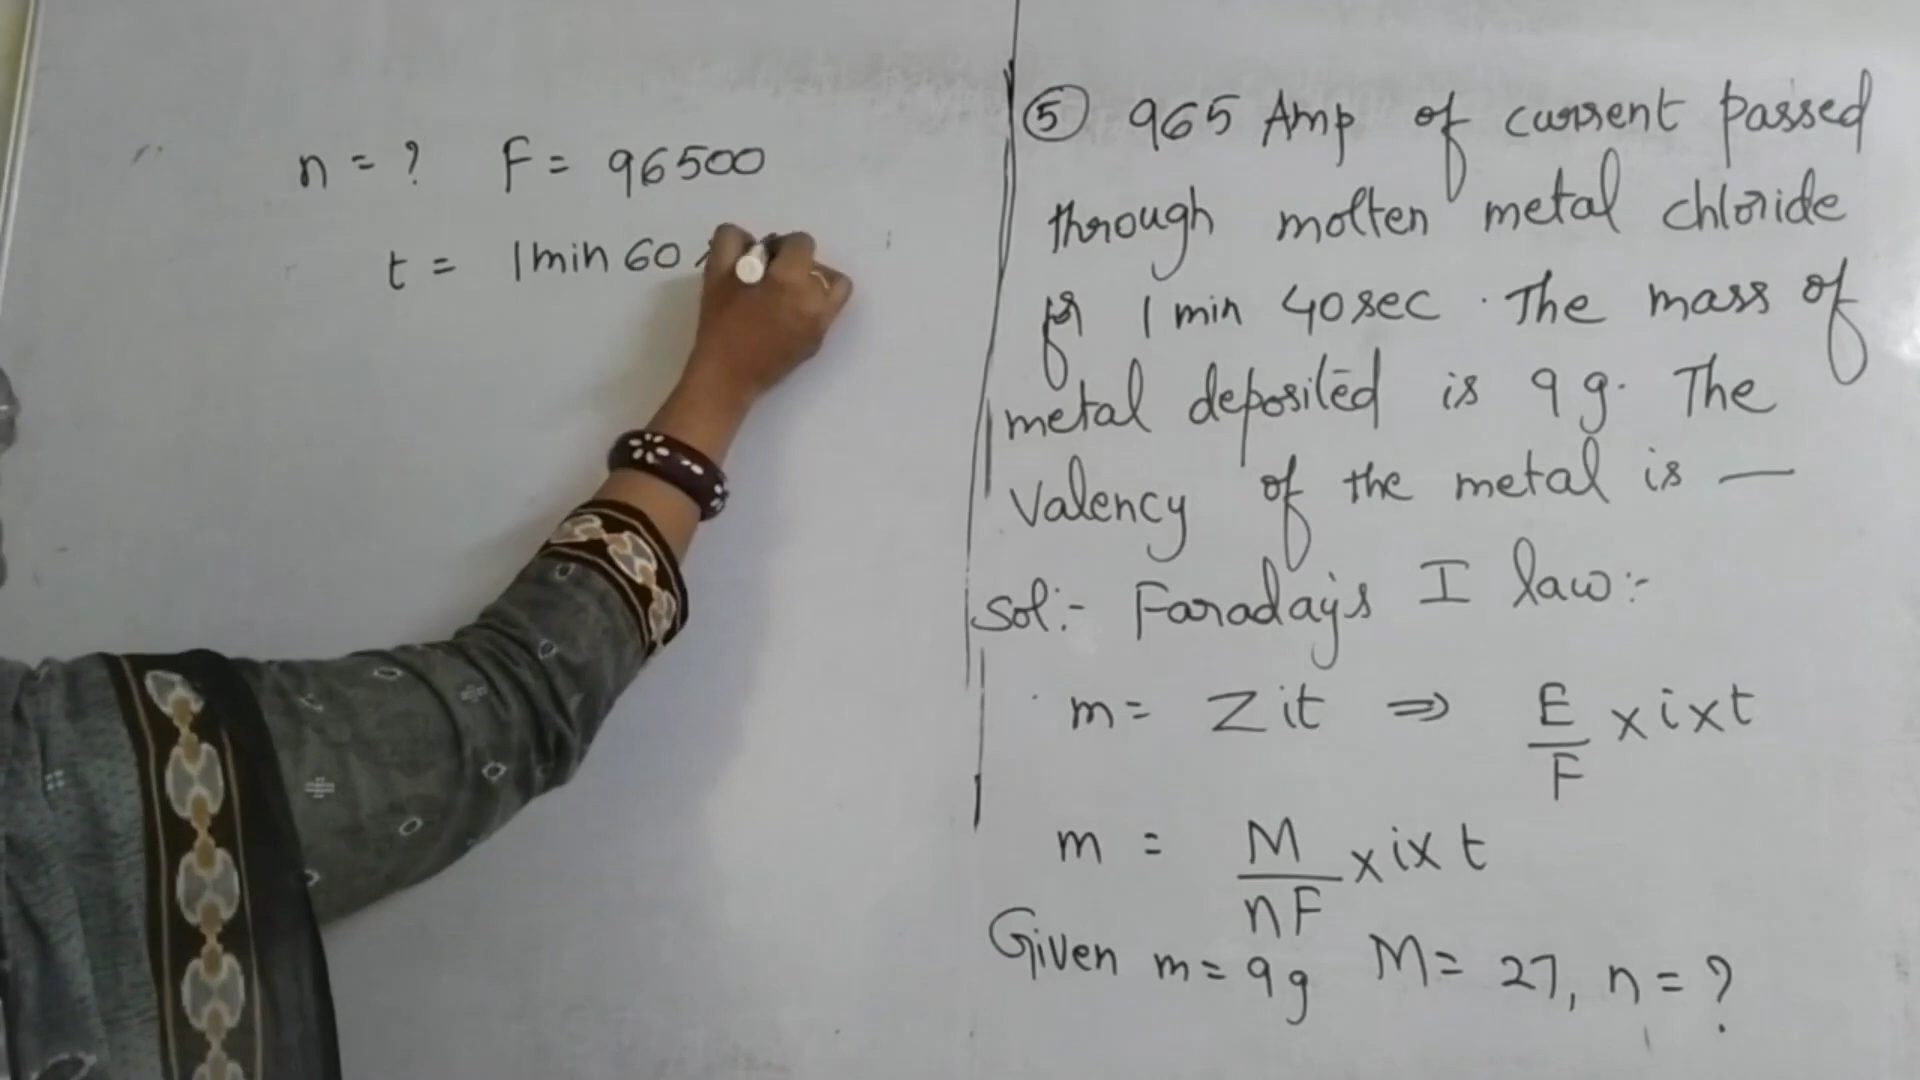 n = ? F = 96500
t = 1min 60
⑤ 965 Amp of current passed
through molten metal chloride
for 1 min 40sec. The mass of
metal deposited is 9g. The
valency of the metal is —
Sol:- Faraday's I law:-
m = Zit ⇒ E/F × i × t
m = M/nF × i × t
Given m = 9g M = 27, n = ?